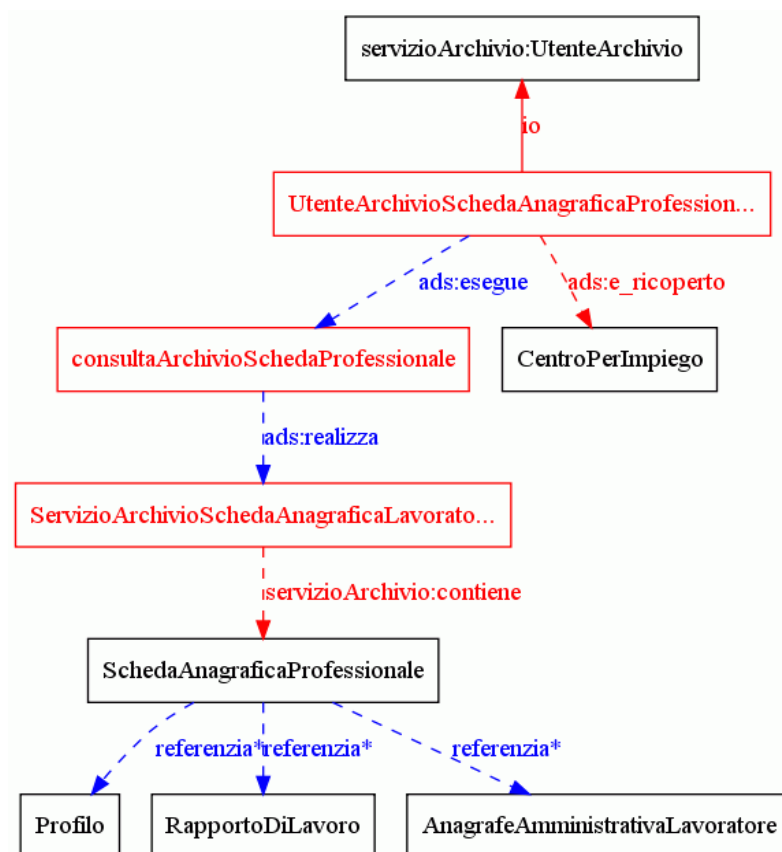 servizioArchivio:UtenteArchivio
io
UtenteArchivioSchedaAnagraficaProfession...
ads:esegue
ads:e_ricoperto
consultaArchivioSchedaProfessionale
CentroPerImpiego
ads:realizza
ServizioArchivioSchedaAnagraficaLavorato...
servizioArchivio:contiene
SchedaAnagraficaProfessionale
referenzia*
referenzia*
referenzia*
Profilo
RapportoDiLavoro
AnagrafeAmministrativaLavoratore